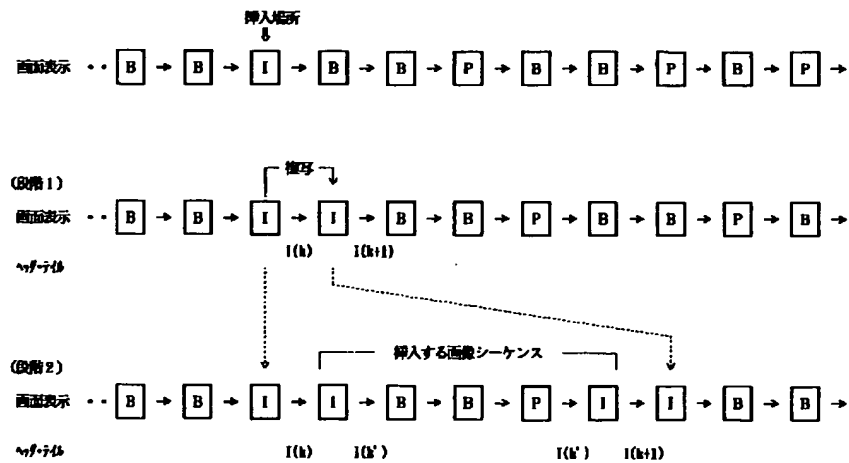 挿入場所
⇓
画面表示 ・・ B → B → I → B → B → P → B → B → P → B → P →
複写
(段階1)
画面表示 ・・ B → B → I → I → B → B → P → B → B → P → B →
ヘッダ・テイル I(k) I(k+1)
挿入する画像シーケンス
(段階2)
画面表示 ・・ B → B → I → I → B → B → P → I → I → B → B →
ヘッダ・テイル I(k) I(k') I(k') I(k+1)